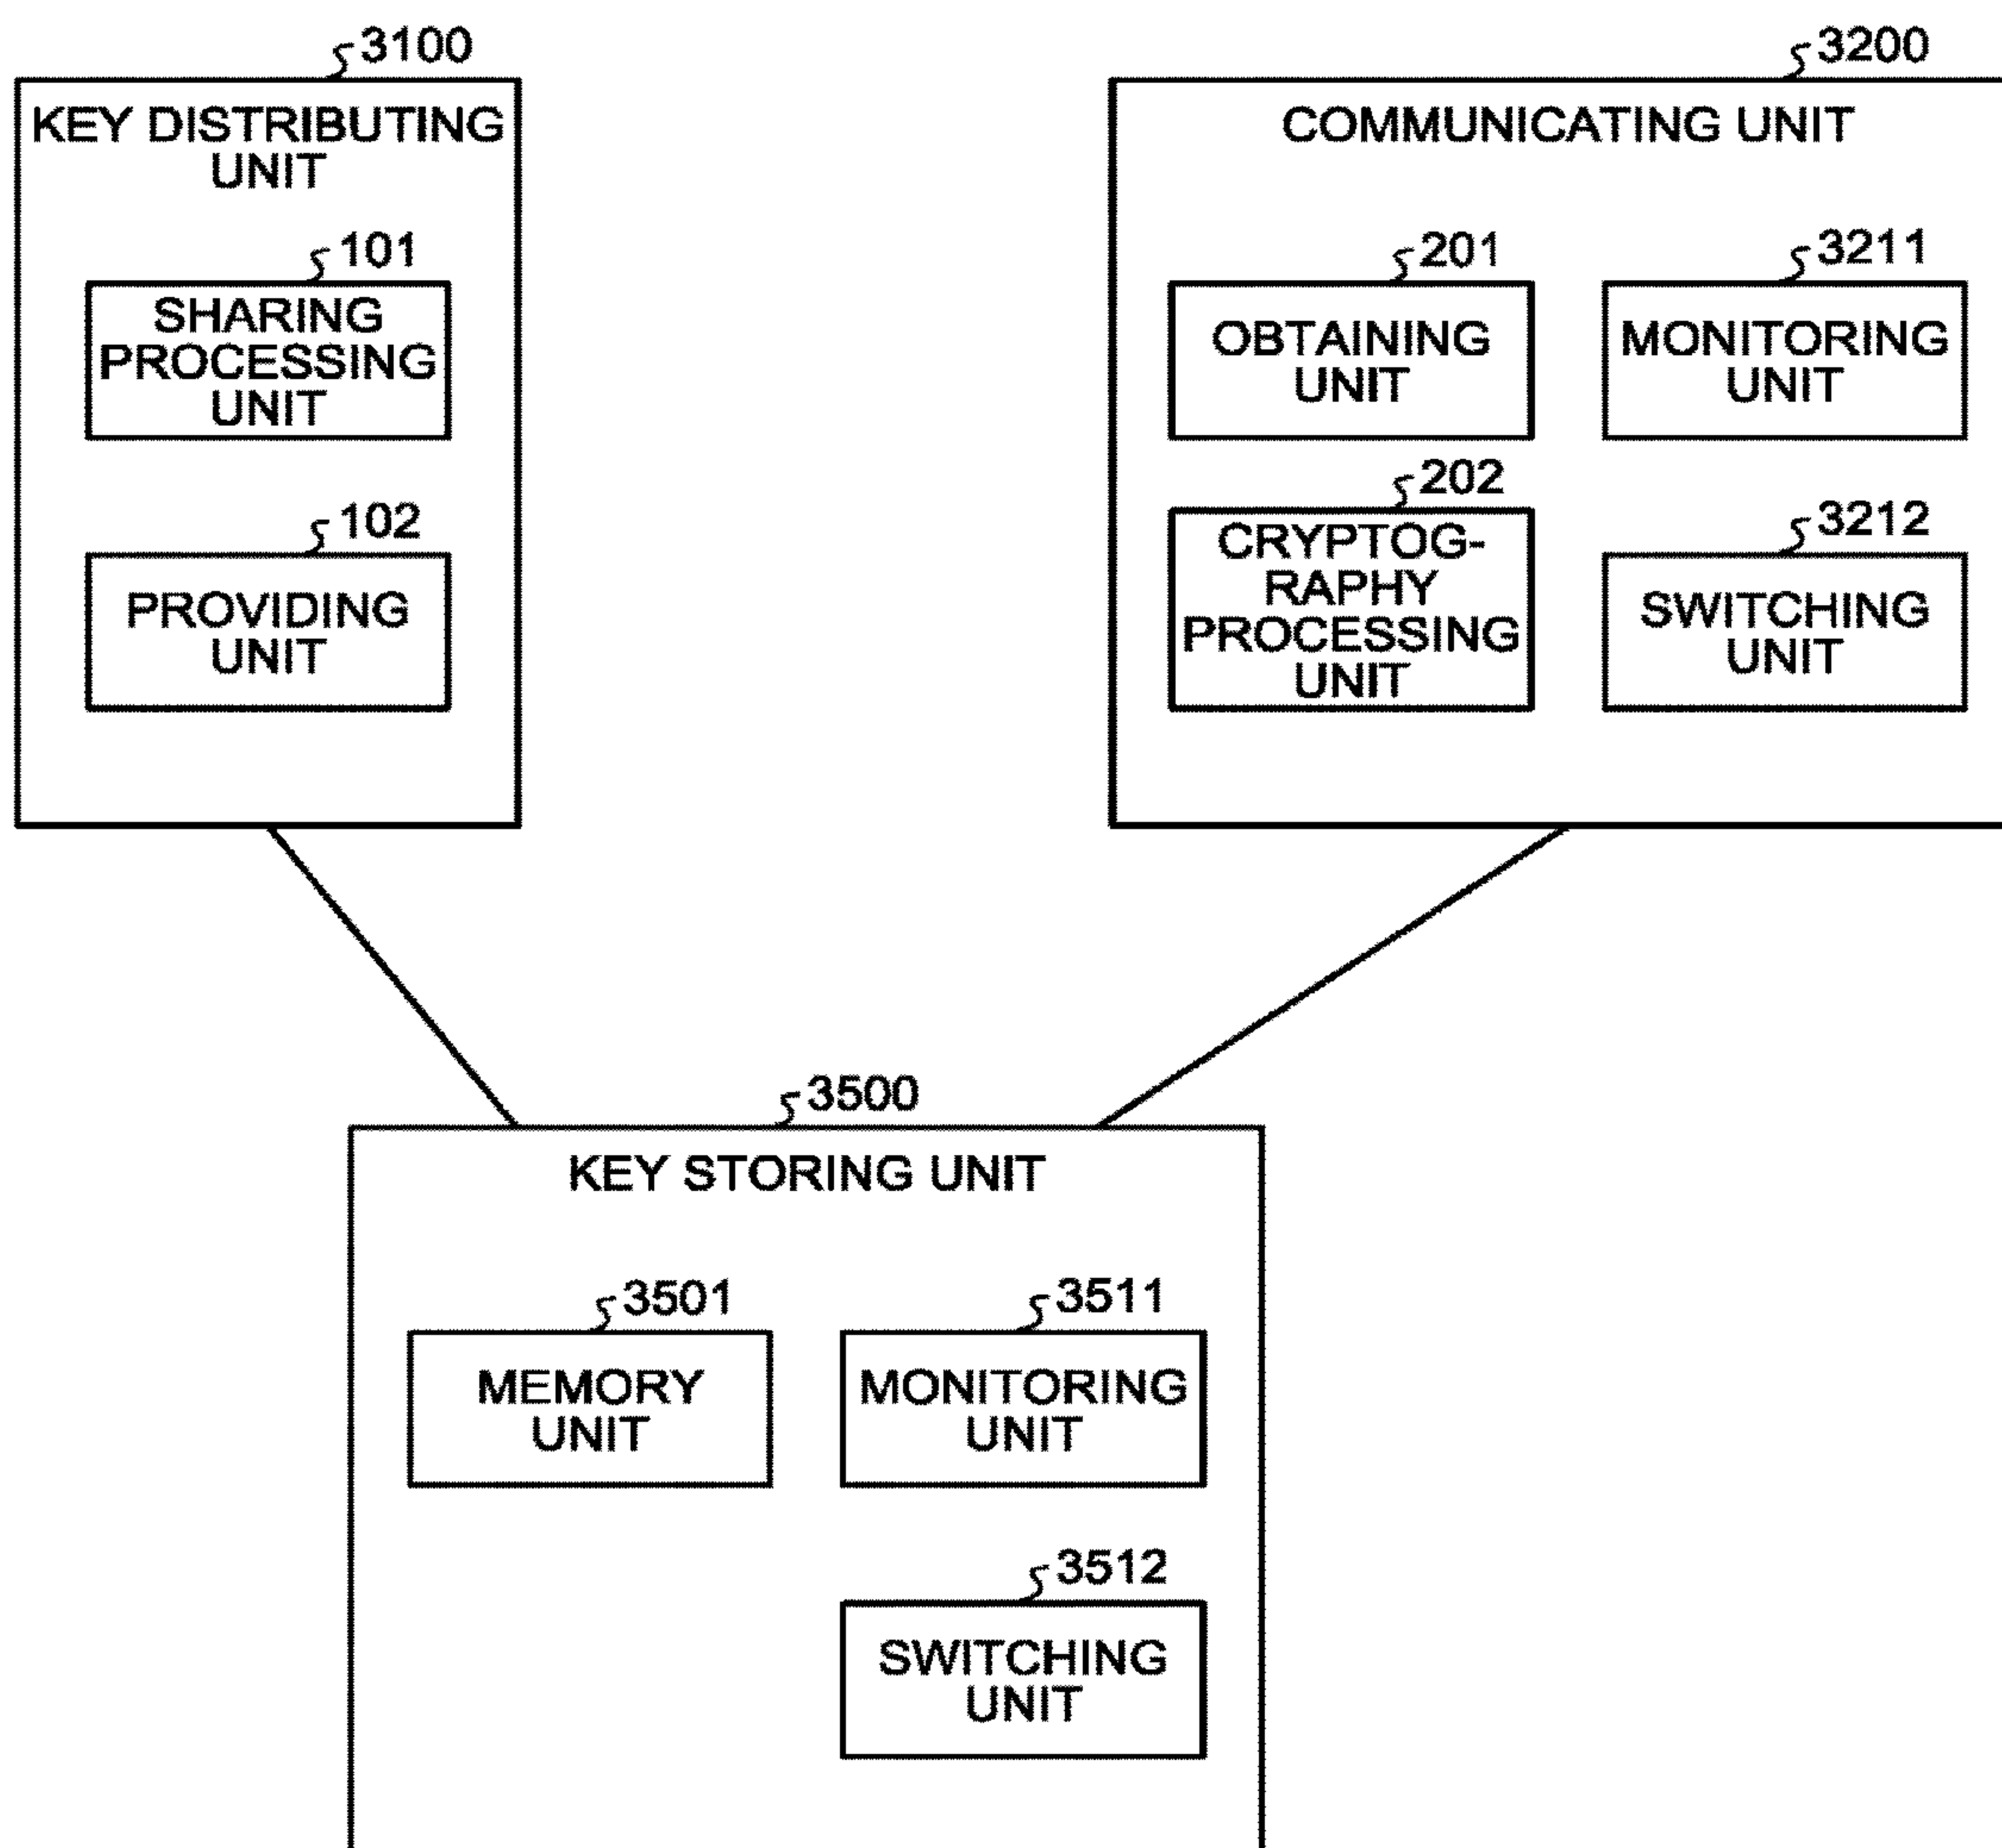 3100
KEY DISTRIBUTING
UNIT
101
SHARING
PROCESSING
UNIT
102
PROVIDING
UNIT
3200
COMMUNICATING UNIT
201
OBTAINING
UNIT
3211
MONITORING
UNIT
202
CRYPTOG-
RAPHY
PROCESSING
UNIT
3212
SWITCHING
UNIT
3500
KEY STORING UNIT
3501
MEMORY
UNIT
3511
MONITORING
UNIT
3512
SWITCHING
UNIT